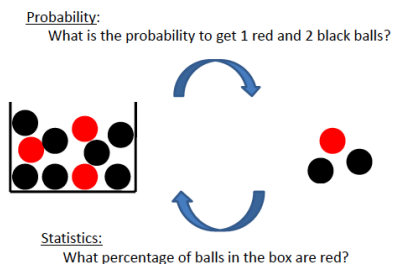 Probability:
What is the probability to get 1 red and 2 black balls?
Statistics:
What percentage of balls in the box are red?